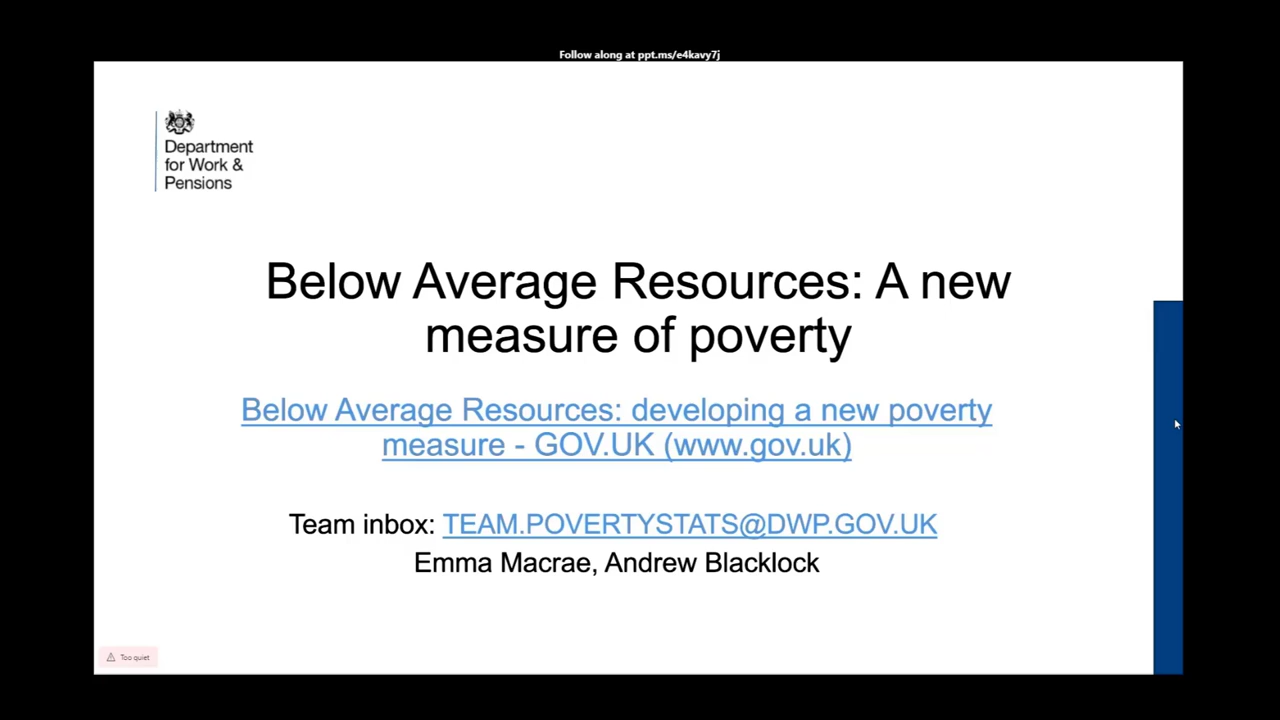 Follow along at ppt.ms/e4kavy7j
Department
for Work &
Pensions
Below Average Resources: A new
measure of poverty
Below Average Resources: developing a new poverty
measure - GOV.UK (www.gov.uk)
Team inbox: TEAM.POVERTYSTATS@DWP.GOV.UK
Emma Macrae, Andrew Blacklock
Too quiet